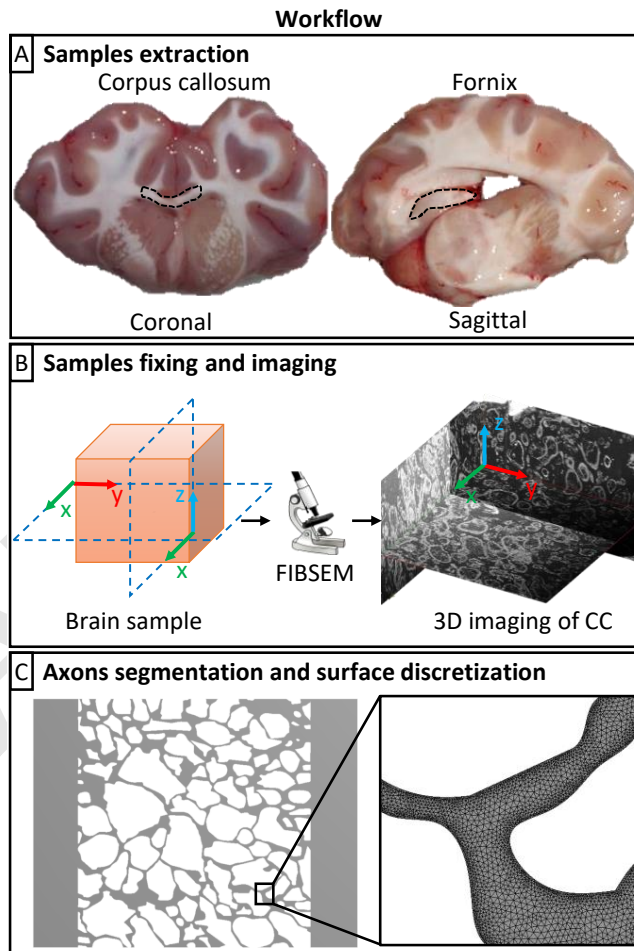 Workflow
A Samples extraction
Corpus callosum Fornix
Coronal Sagittal
B Samples fixing and imaging
z
y
x
z
x
y
x
FIBSEM
Brain sample 3D imaging of CC
C Axons segmentation and surface discretization